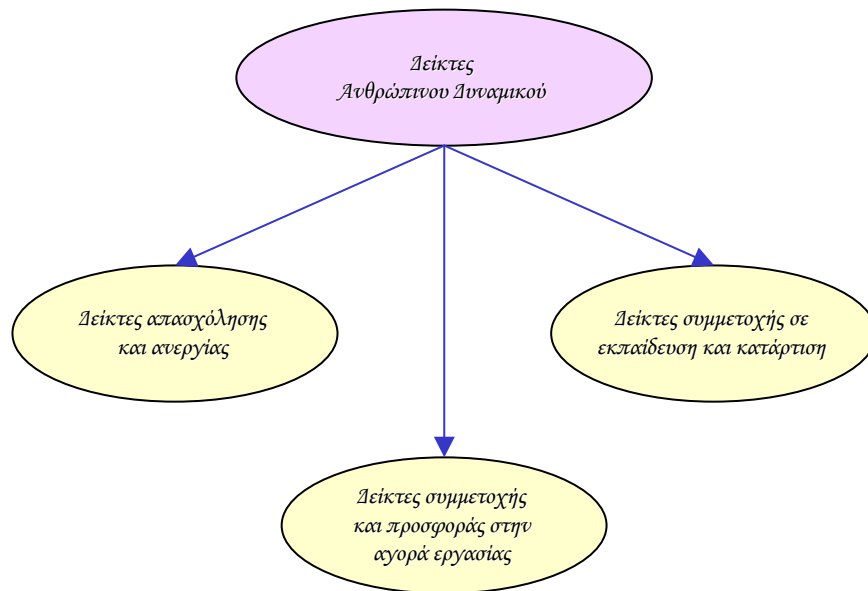 Δείκτες
Ανθρώπινου Δυναμικού
Δείκτες απασχόλησης
και ανεργίας
Δείκτες συμμετοχής σε
εκπαίδευση και κατάρτιση
Δείκτες συμμετοχής
και προσφοράς στην
αγορά εργασίας